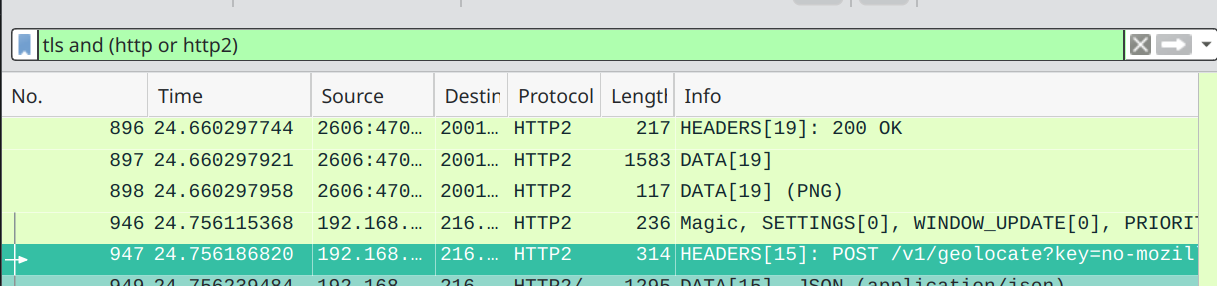 tls and (http or http2)
No. Time Source Destin Protocol Lengtl Info
896 24.660297744 2606:470… 2001… HTTP2 217 HEADERS[19]: 200 OK
897 24.660297921 2606:470… 2001… HTTP2 1583 DATA[19]
898 24.660297958 2606:470… 2001… HTTP2 117 DATA[19] (PNG)
946 24.756115368 192.168.… 216.… HTTP2 236 Magic, SETTINGS[0], WINDOW_UPDATE[0], PRIORI
947 24.756186820 192.168.… 216.… HTTP2 314 HEADERS[15]: POST /v1/geolocate?key=no-mozil
949 24.756239484 192.168 216 HTTP2/ 1295 DATA[15], JSON (application/json)